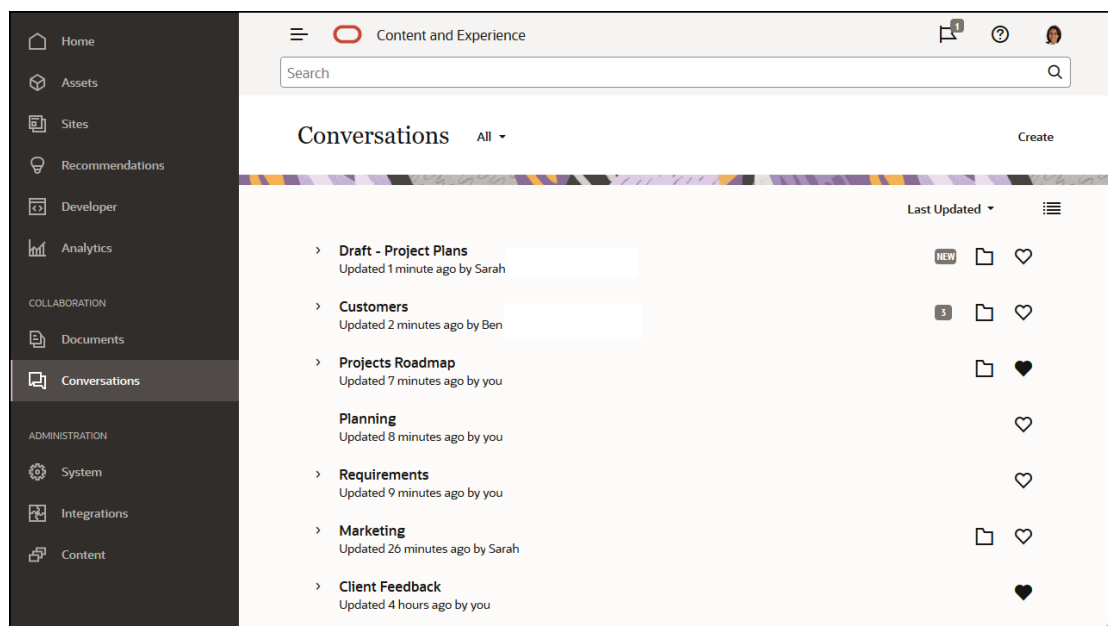 Home
Assets
Sites
Recommendations
Developer
Analytics
COLLABORATION
Documents
Conversations
ADMINISTRATION
System
Integrations
Content
Content and Experience
1
Search
Conversations All
Create
Last Updated
Draft - Project Plans
Updated 1 minute ago by Sarah
NEW
Customers
Updated 2 minutes ago by Ben
3
Projects Roadmap
Updated 7 minutes ago by you
Planning
Updated 8 minutes ago by you
Requirements
Updated 9 minutes ago by you
Marketing
Updated 26 minutes ago by Sarah
Client Feedback
Updated 4 hours ago by you